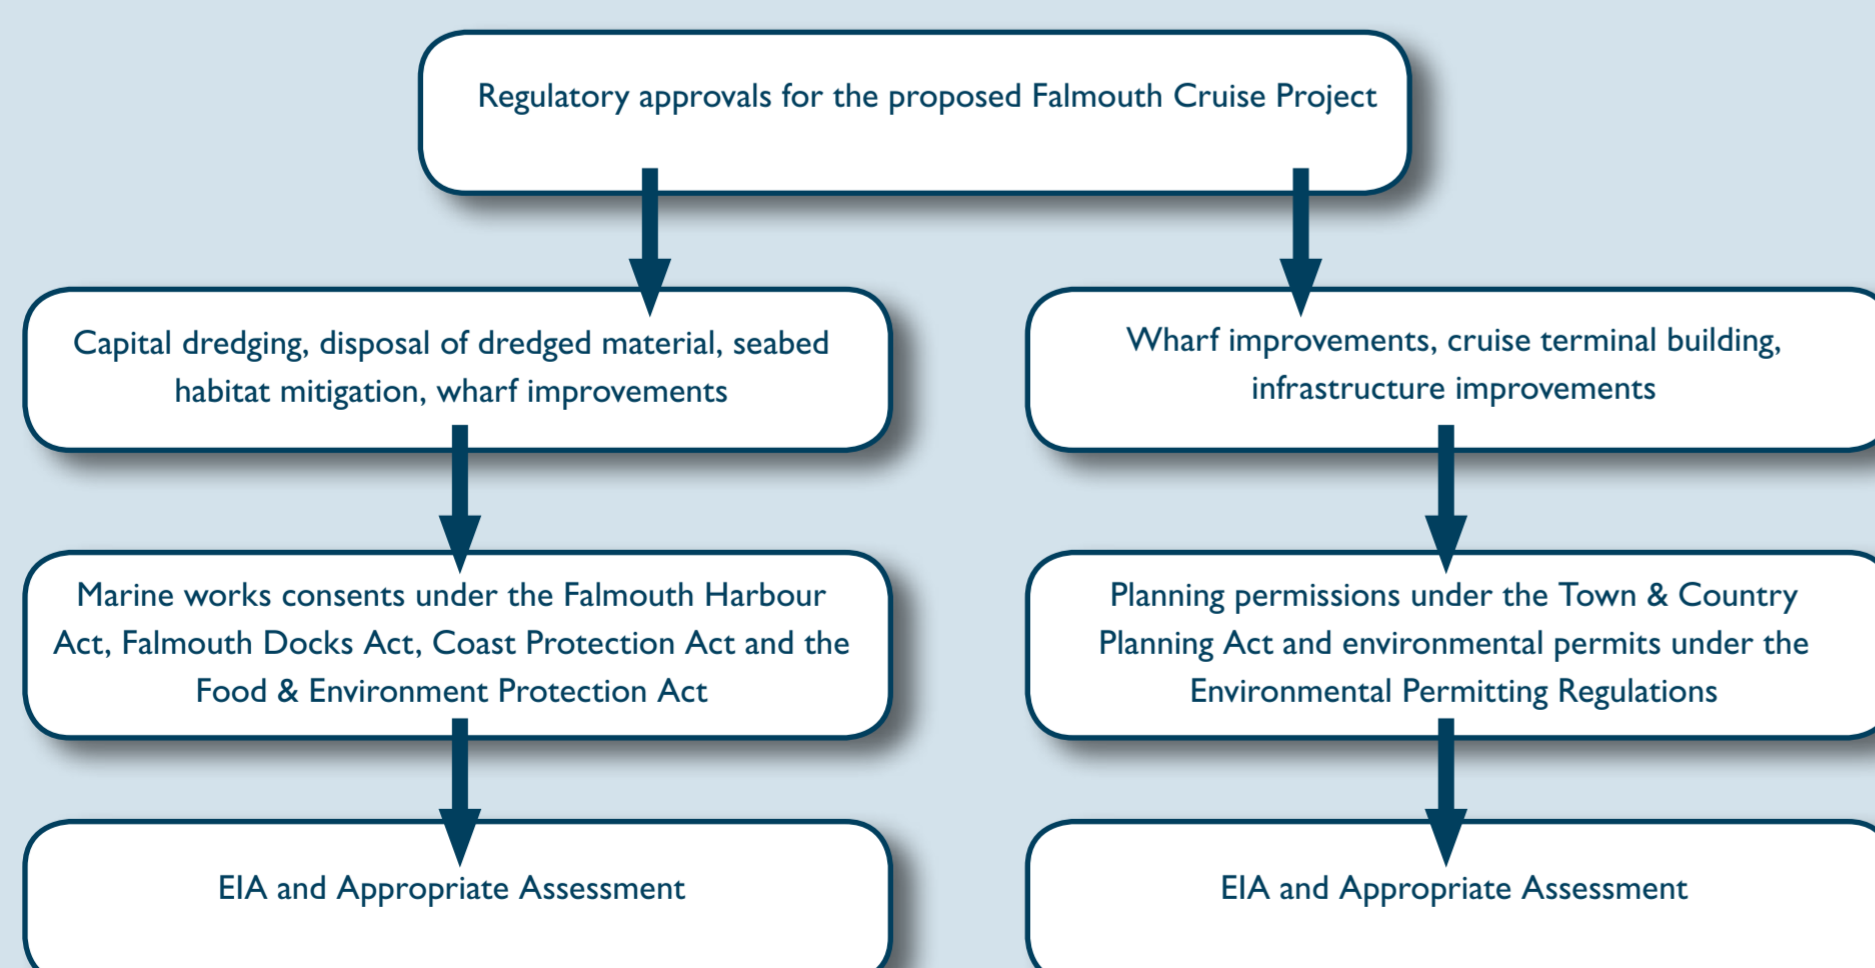 Regulatory approvals for the proposed Falmouth Cruise Project
Capital dredging, disposal of dredged material, seabed
habitat mitigation, wharf improvements
Wharf improvements, cruise terminal building,
infrastructure improvements
Marine works consents under the Falmouth Harbour
Act, Falmouth Docks Act, Coast Protection Act and the
Food & Environment Protection Act
Planning permissions under the Town & Country
Planning Act and environmental permits under the
Environmental Permitting Regulations
EIA and Appropriate Assessment
EIA and Appropriate Assessment